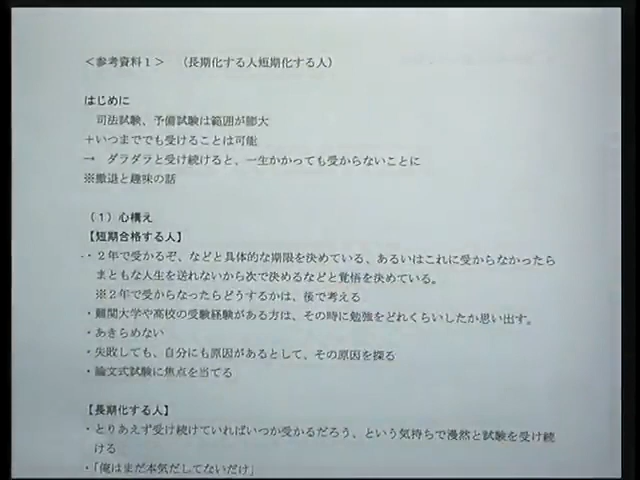 ＜参考資料１＞　（長期化する人短期化する人）
はじめに
司法試験、予備試験は範囲が膨大
＋いつまででも受けることは可能
→　ダラダラと受け続けると、一生かかっても受からないことに
※撤退と趣味の話
（１）心構え
【短期合格する人】
・２年で受かるぞ、などと具体的な期限を決めている、あるいはこれに受からなかったら
まともな人生を送れないから次で決めるなどと覚悟を決めている。
※２年で受からなったらどうするかは、後で考える
・難関大学や高校の受験経験がある方は、その時に勉強をどれくらいしたか思い出す。
・あきらめない
・失敗しても、自分にも原因があるとして、その原因を探る
・論文式試験に焦点を当てる
【長期化する人】
・とりあえず受け続けていればいつか受かるだろう、という気持ちで漫然と試験を受け続
ける
・「俺はまだ本気だしてないだけ」